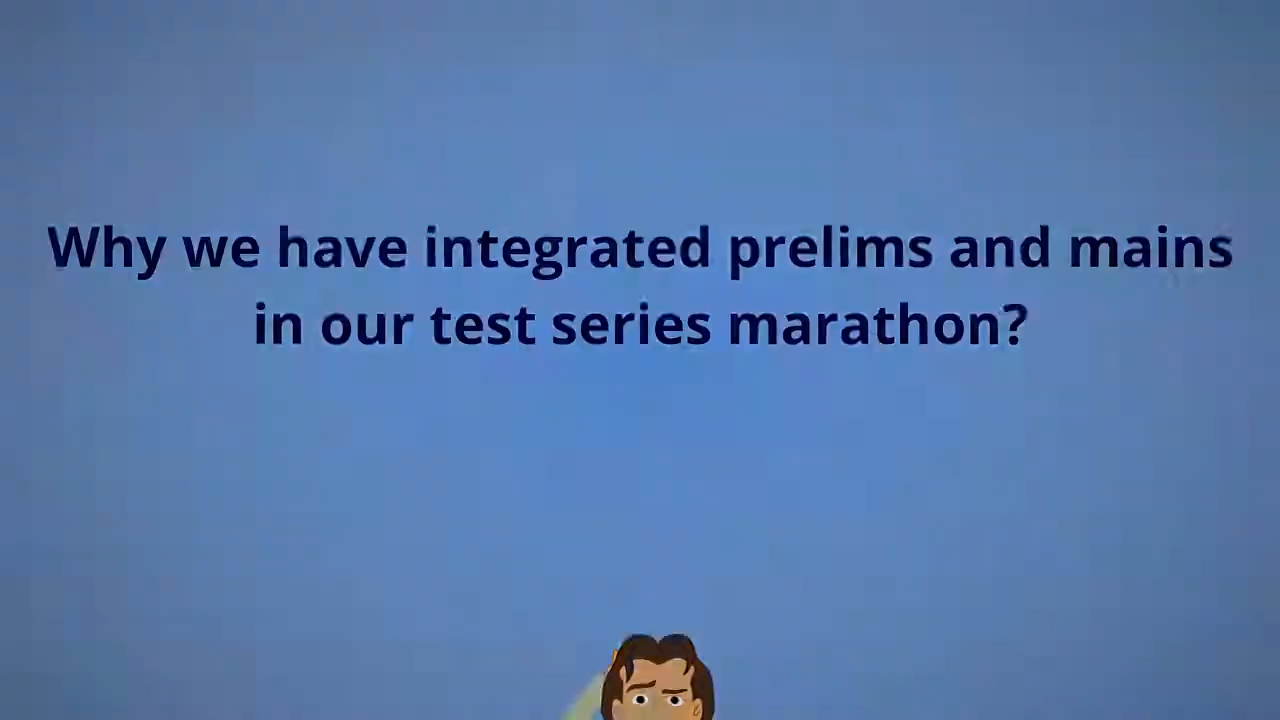 Why we have integrated prelims and mains
in our test series marathon?